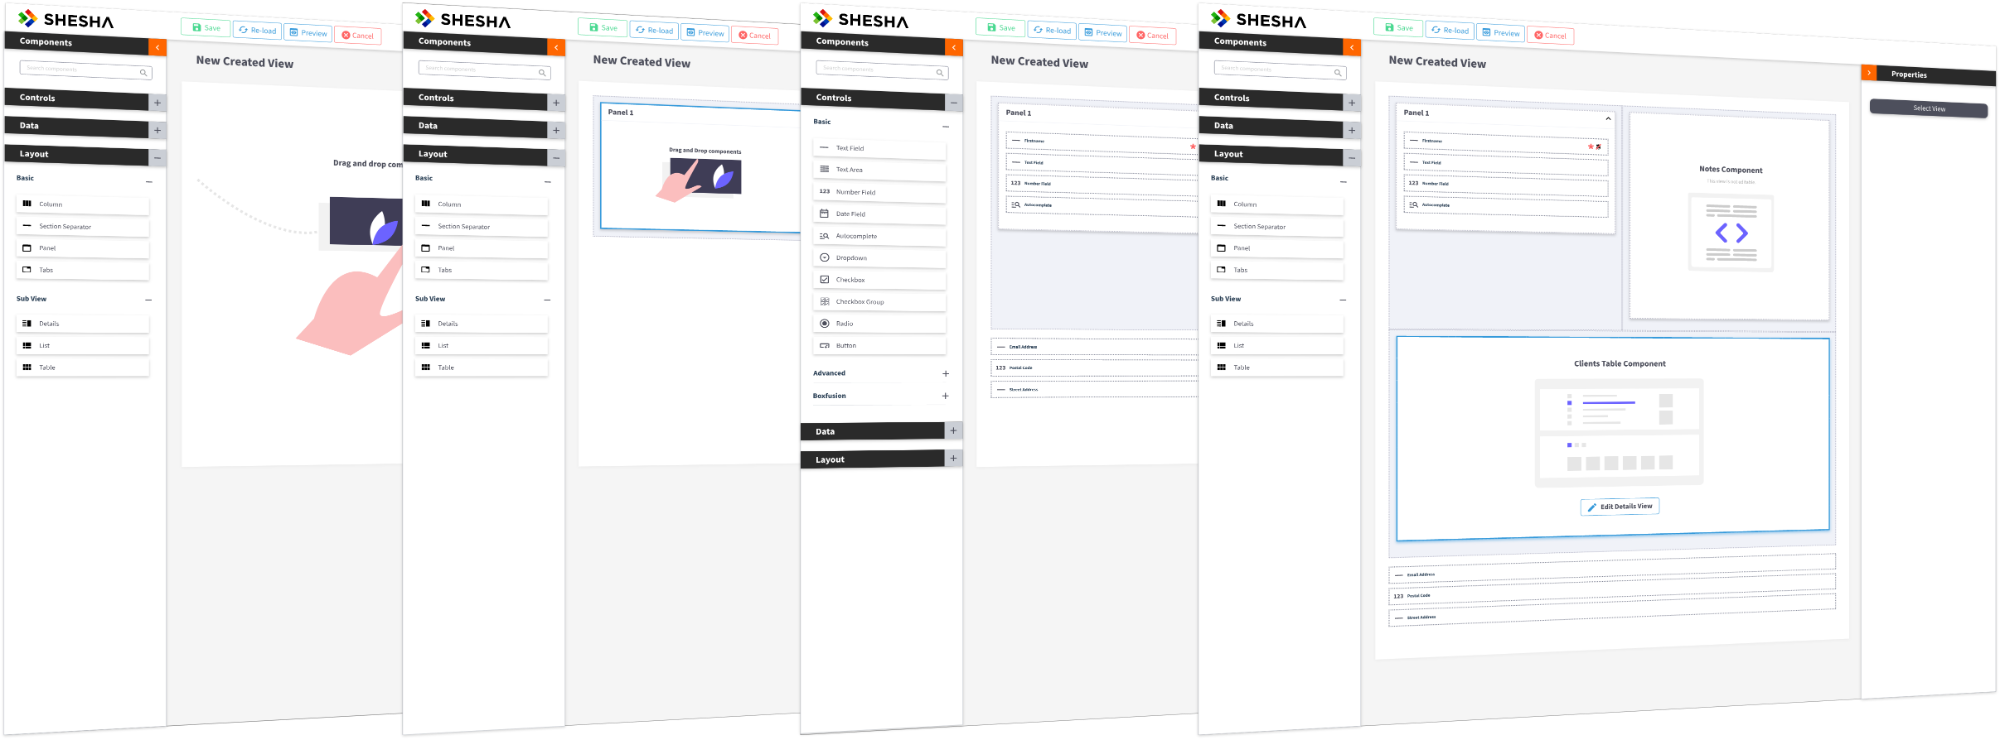 SHESHA
Save
Re-load
Preview
Cancel
Components
Search components
New Created View
Controls
Data
Layout
Drag and drop com
Basic
Column
Section Separator
Panel
Tabs
Sub View
Details
List
Table
SHESHA
Save
Re-load
Preview
Cancel
Components
Search components
New Created View
Controls
Data
Layout
Panel 1
Drag and Drop components
Basic
Column
Section Separator
Panel
Tabs
Sub View
Details
List
Table
SHESHA
Save
Re-load
Preview
Cancel
Components
Search components
New Created View
Controls
Basic
Text Field
Text Area
123 Number Field
Date Field
Autocomplete
Dropdown
Checkbox
Checkbox Group
Radio
Button
Advanced
Boxfusion
Data
Layout
Panel 1
Firstname
*
Text Field
123 Number Field
Autocomplete
Email Address
123 Postal Code
Street Address
SHESHA
Save
Re-load
Preview
Cancel
Components
Search components
New Created View
Controls
Data
Layout
Basic
Column
Section Separator
Panel
Tabs
Sub View
Details
List
Table
Panel 1
Firstname
*
Text Field
123 Number Field
Autocomplete
Notes Component
Clients Table Component
Edit Details View
Email Address
123 Postal Code
Street Address
Properties
Select View